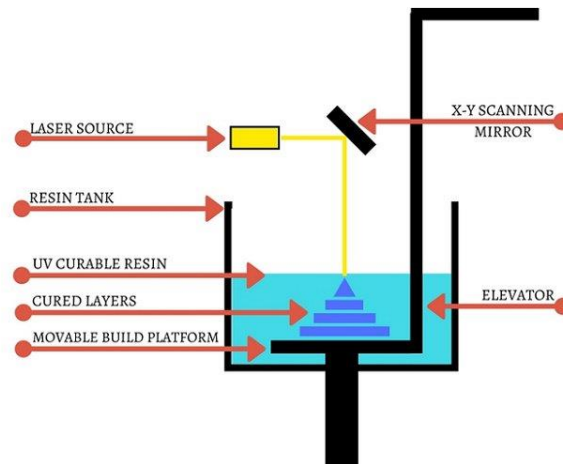 LASER SOURCE
X-Y SCANNING
MIRROR
RESIN TANK
UV CURABLE RESIN
CURED LAYERS
ELEVATOR
MOVABLE BUILD PLATFORM